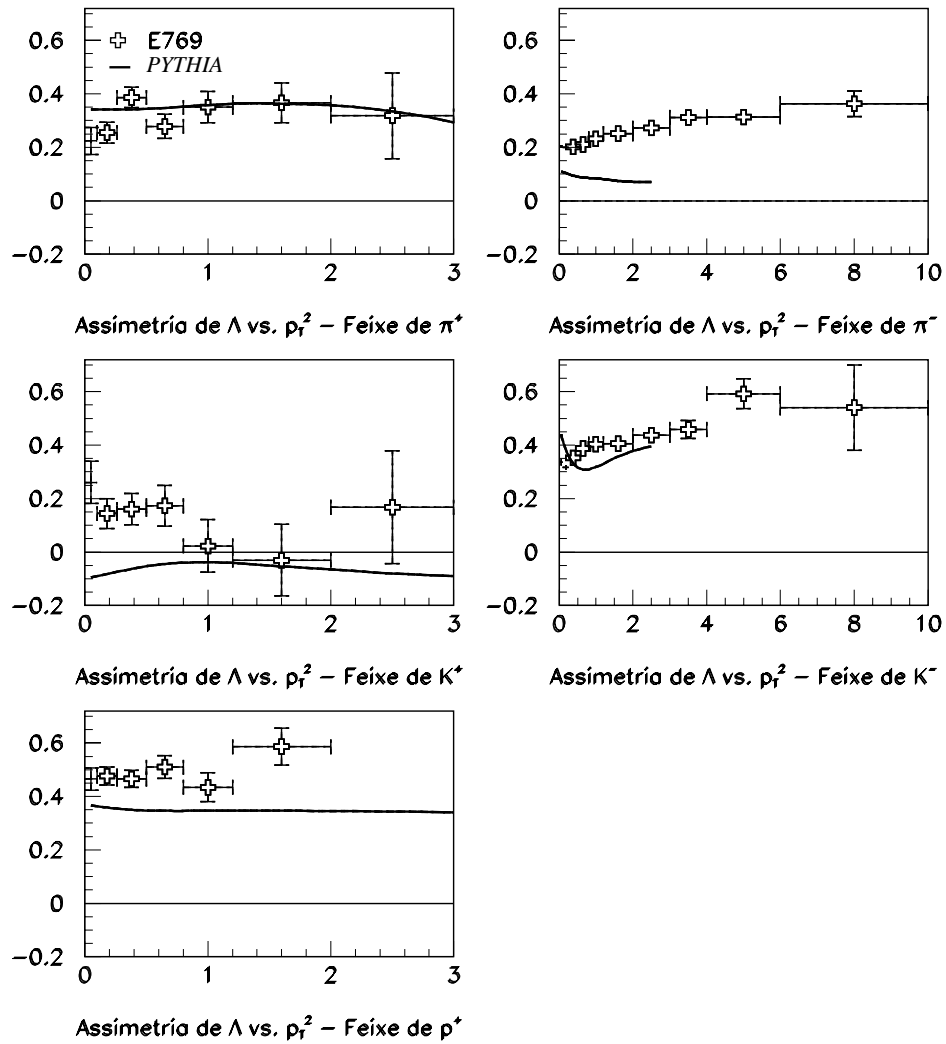 E769
PYTHIA
0.6
0.4
0.2
0
−0.2
0 1 2 3
Assimetria de Λ vs. p_T² − Feixe de π⁺
0.6
0.4
0.2
0
−0.2
0 2 4 6 8 10
Assimetria de Λ vs. p_T² − Feixe de π⁻
0.6
0.4
0.2
0
−0.2
0 1 2 3
Assimetria de Λ vs. p_T² − Feixe de K⁺
0.6
0.4
0.2
0
−0.2
0 2 4 6 8 10
Assimetria de Λ vs. p_T² − Feixe de K⁻
0.6
0.4
0.2
0
−0.2
0 1 2 3
Assimetria de Λ vs. p_T² − Feixe de p⁺